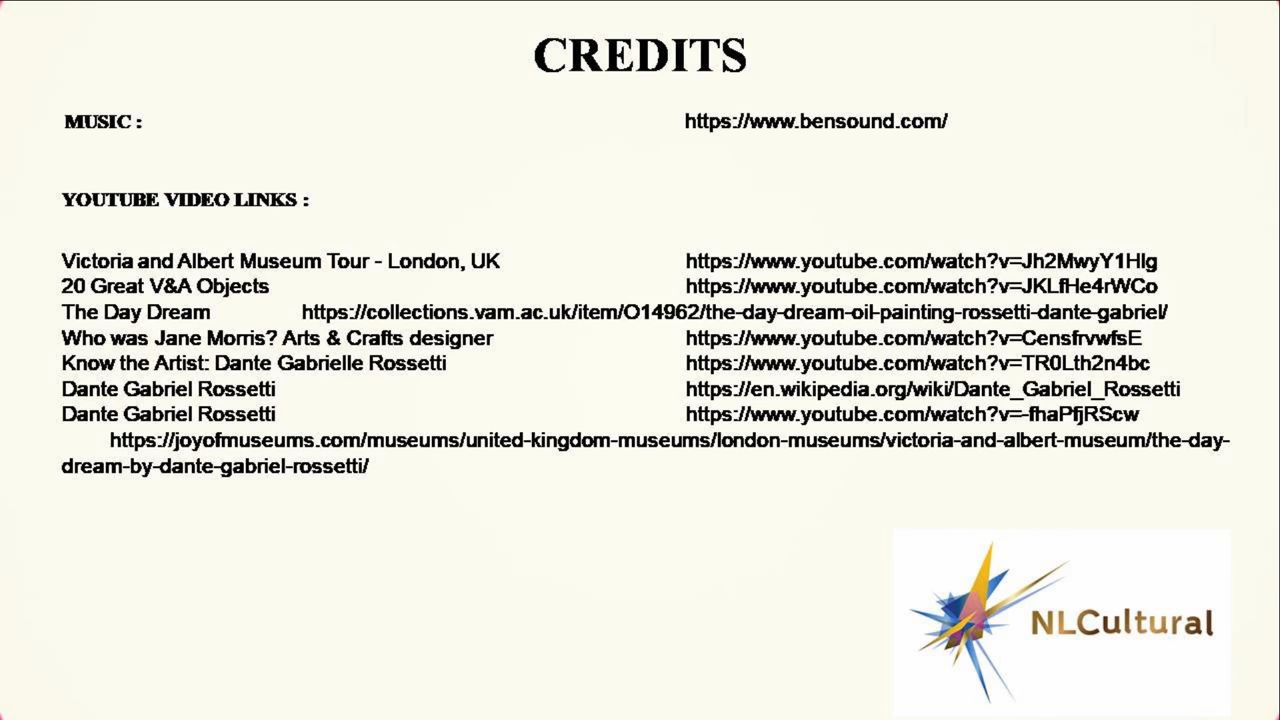 CREDITS
MUSIC : https://www.bensound.com/
YOUTUBE VIDEO LINKS :
Victoria and Albert Museum Tour - London, UK https://www.youtube.com/watch?v=Jh2MwyY1HIg
20 Great V&A Objects https://www.youtube.com/watch?v=JKLfHe4rWCo
The Day Dream https://collections.vam.ac.uk/item/O14962/the-day-dream-oil-painting-rossetti-dante-gabriel/
Who was Jane Morris? Arts & Crafts designer https://www.youtube.com/watch?v=CensfrvwfsE
Know the Artist: Dante Gabrielle Rossetti https://www.youtube.com/watch?v=TR0Lth2n4bc
Dante Gabriel Rossetti https://en.wikipedia.org/wiki/Dante_Gabriel_Rossetti
Dante Gabriel Rossetti https://www.youtube.com/watch?v=-fhaPfjRScw
https://joyofmuseums.com/museums/united-kingdom-museums/london-museums/victoria-and-albert-museum/the-day-
dream-by-dante-gabriel-rossetti/
NLCultural